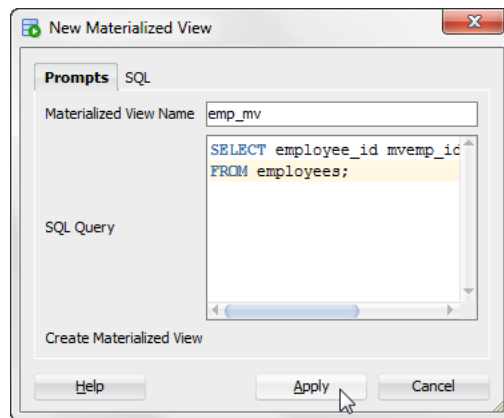 New Materialized View
Prompts SQL
Materialized View Name emp_mv
SELECT employee_id mvemp_id
FROM employees;
SQL Query
Create Materialized View
Help Apply Cancel